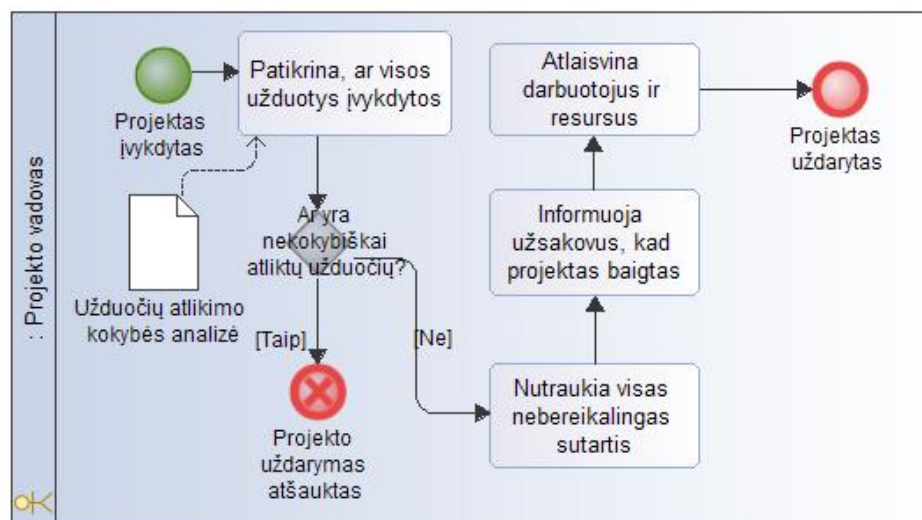 : Projekto vadovas
Projektas
įvykdytas
Patikrina, ar visos
užduotys įvykdytos
Užduočių atlikimo
kokybės analizė
Ar yra
nekokybiškai
atliktų užduočių?
[Taip]
[Ne]
Projekto
uždarymas
atšauktas
Nutraukia visas
nebereikalingas
sutartis
Informuoja
užsakovus, kad
projektas baigtas
Atlaisvina
darbuotojus ir
resursus
Projektas
uždarytas